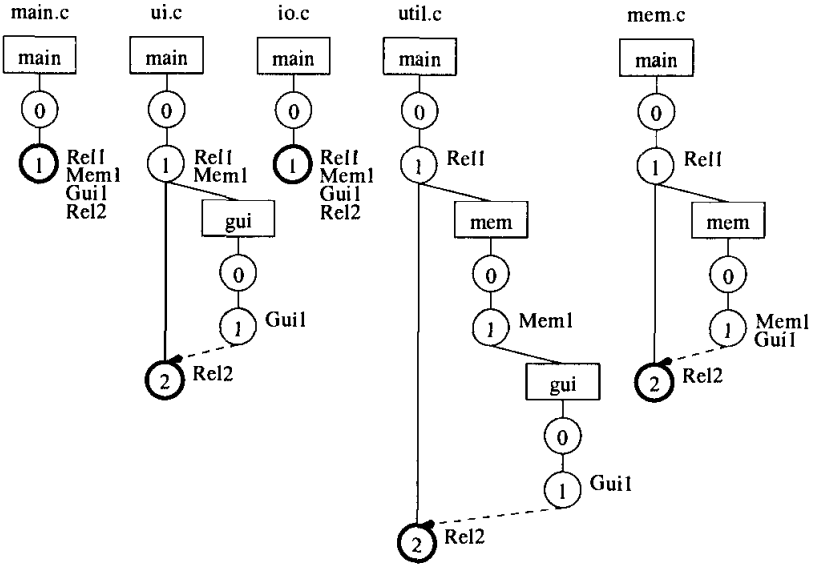 main.c
ui.c
io.c
util.c
mem.c
main
main
main
main
main
0
0
0
0
0
1
Rel1
Mem1
Gui1
Rel2
1
Rel1
Mem1
1
Rel1
Mem1
Gui1
Rel2
1
Rel1
1
Rel1
gui
mem
mem
0
0
0
1
Gui1
1
Mem1
1
Mem1
Gui1
2
Rel2
gui
2
Rel2
0
1
Gui1
2
Rel2